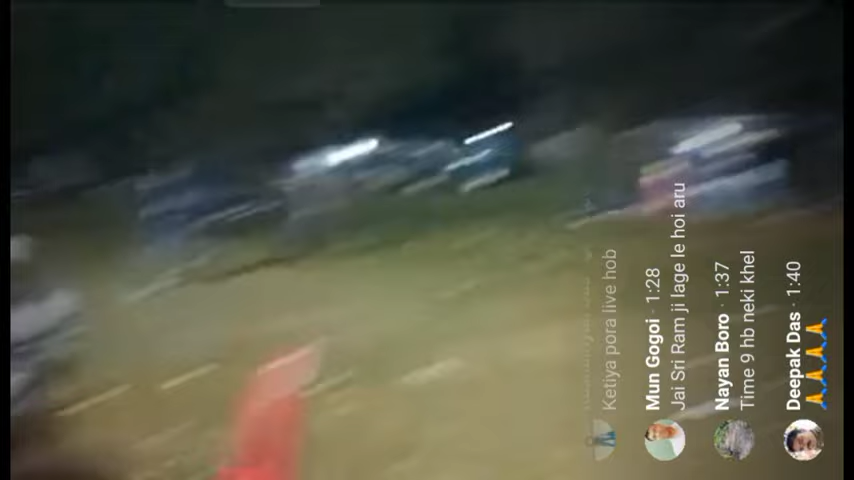 Ketiya pora live hob
Mun Gogoi · 1:28
Jai Sri Ram ji lage le hoi aru
Nayan Boro · 1:37
Time 9 hb neki khel
Deepak Das · 1:40
🙏🙏🙏🙏